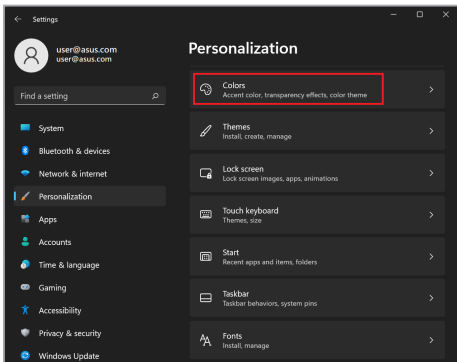 Settings
user@asus.com
user@asus.com
Find a setting
System
Bluetooth & devices
Network & internet
Personalization
Apps
Accounts
Time & language
Gaming
Accessibility
Privacy & security
Windows Update
Personalization
Colors
Accent color, transparency effects, color theme
Themes
Install, create, manage
Lock screen
Lock screen images, apps, animations
Touch keyboard
Themes, size
Start
Recent apps and items, folders
Taskbar
Taskbar behaviors, system pins
Fonts
Install, manage